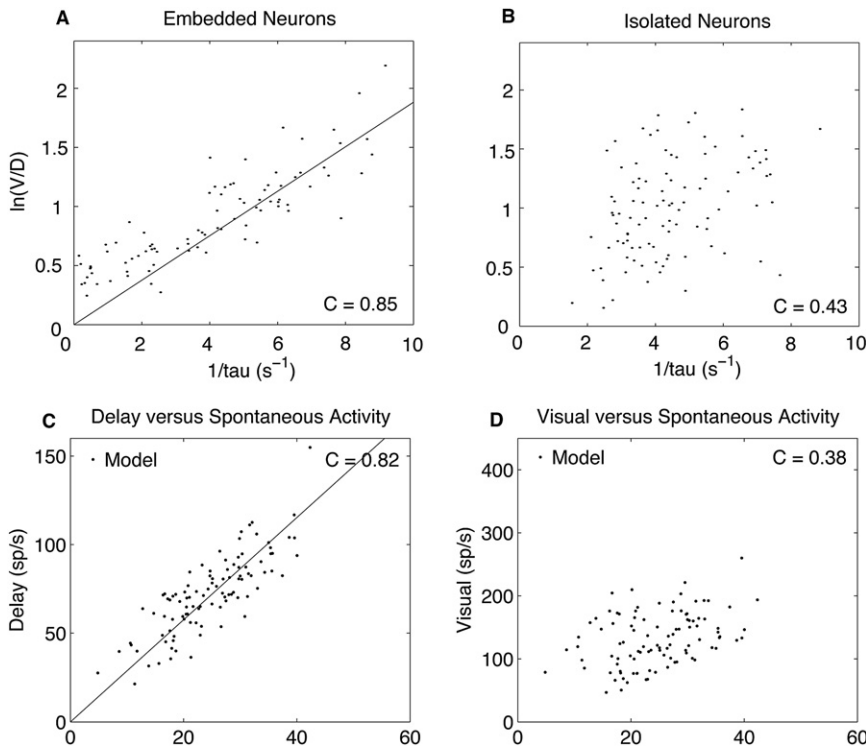 A Embedded Neurons
ln(V/D)
2
1.5
1
0.5
0
0 2 4 6 8 10
1/tau (s⁻¹)
C = 0.85
B Isolated Neurons
2
1.5
1
0.5
0
0 2 4 6 8 10
1/tau (s⁻¹)
C = 0.43
C Delay versus Spontaneous Activity
Model
C = 0.82
Delay (sp/s)
150
100
50
0
0 20 40 60
D Visual versus Spontaneous Activity
Model
C = 0.38
Visual (sp/s)
400
300
200
100
0
0 20 40 60